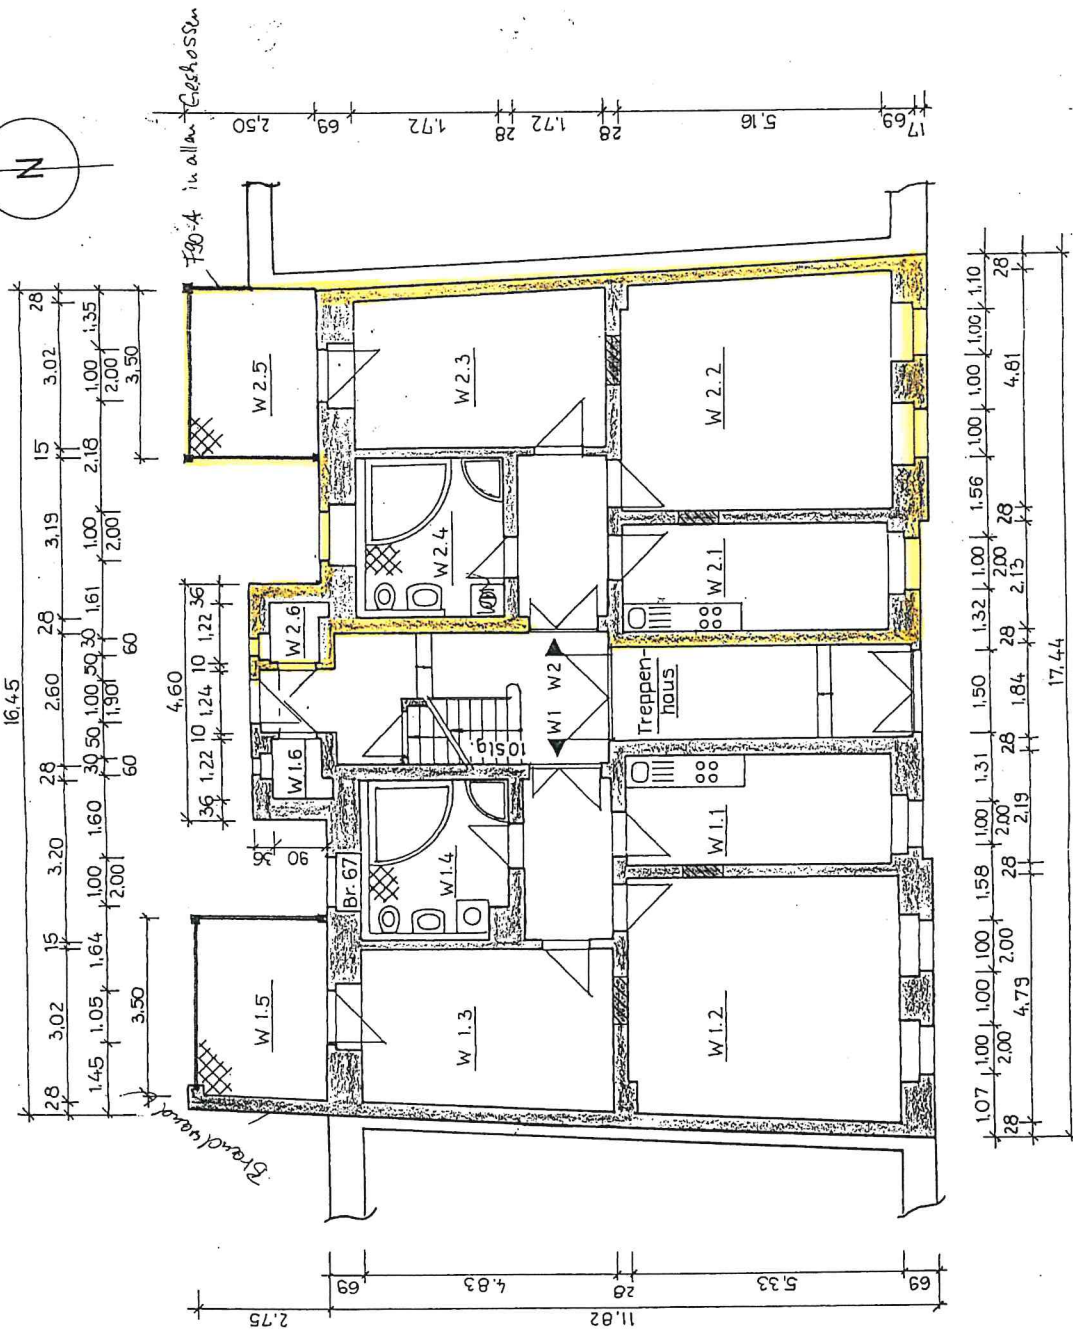 N
F90-A in allen Geschossen
16,45
28 3,02 15 3,20 28 2,60 28 3,19 15 3,02 28
1,45 1,05 1,64 1,00 1,60 30 50 1,00 50 30 1,61 1,00 2,18 1,00 1,35
2,00 1,90 2,00 2,00
60 60
3,50
3,50
4,60
36 1,22 10 1,24 10 1,22 36
36
90
2,50
69
1,72
28
1,72
28
5,16
69
17
Brandwand
W 1.5
W 2.5
W 1.6
W 2.6
Br. 67
W 1.3
W 1.4
W 2.4
W 2.3
10 Stg.
W1 W2
Treppen-
haus
W 1.2
W 1.1
W 2.1
W 2.2
2,75
69
4,83
28
5,33
69
11,82
1,07 1,00 1,00 100 1,58 1,00 1,31 1,50 1,32 1,00 1,56 1,00 1,00 1,00 1,10
2,00 2,00 2,00 2,00
28 4,79 28 2,19 28 1,84 28 2,13 28 4,81 28
17,44